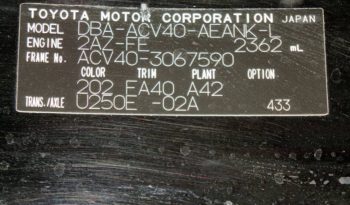 TOYOTA MOTOR CORPORATION JAPAN
MODEL DBA-ACV40-AEANK-L
ENGINE 2AZ-FE 2362 mL
FRAME No. ACV40-3067590
COLOR TRIM PLANT OPTION
202 EA40 A42
TRANS./AXLE U250E -02A 433